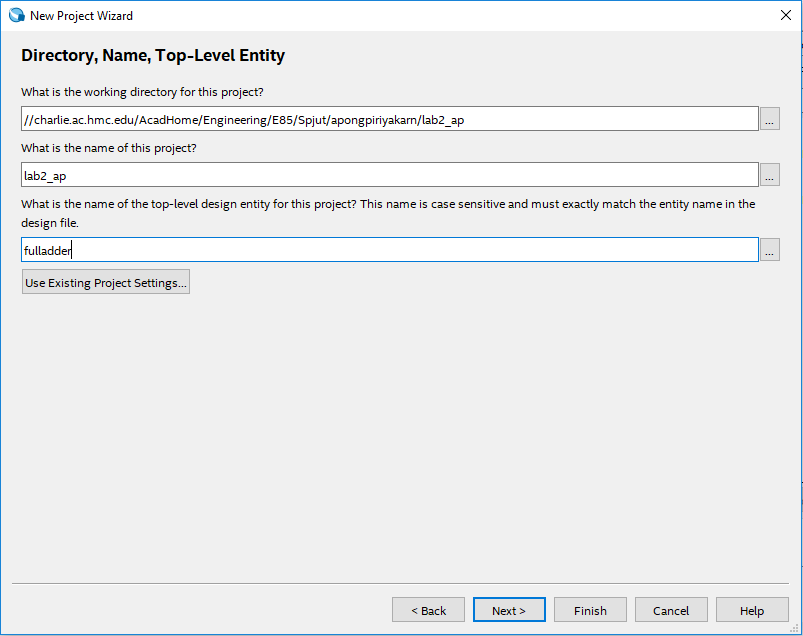 New Project Wizard
Directory, Name, Top-Level Entity
What is the working directory for this project?
//charlie.ac.hmc.edu/AcadHome/Engineering/E85/Spjut/apongpiriyakarn/lab2_ap
...
What is the name of this project?
lab2_ap
...
What is the name of the top-level design entity for this project? This name is case sensitive and must exactly match the entity name in the
design file.
fulladder
...
Use Existing Project Settings...
< Back
Next >
Finish
Cancel
Help